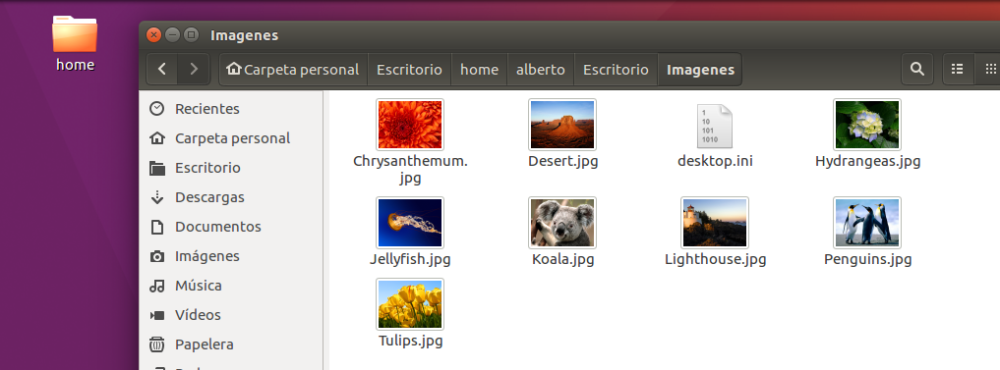 home
Imagenes
Carpeta personal Escritorio home alberto Escritorio Imagenes
Recientes
Carpeta personal
Escritorio
Descargas
Documentos
Imágenes
Música
Vídeos
Papelera
Chrysanthemum.
jpg
Desert.jpg
1
10
101
1010
desktop.ini
Hydrangeas.jpg
Jellyfish.jpg
Koala.jpg
Lighthouse.jpg
Penguins.jpg
Tulips.jpg